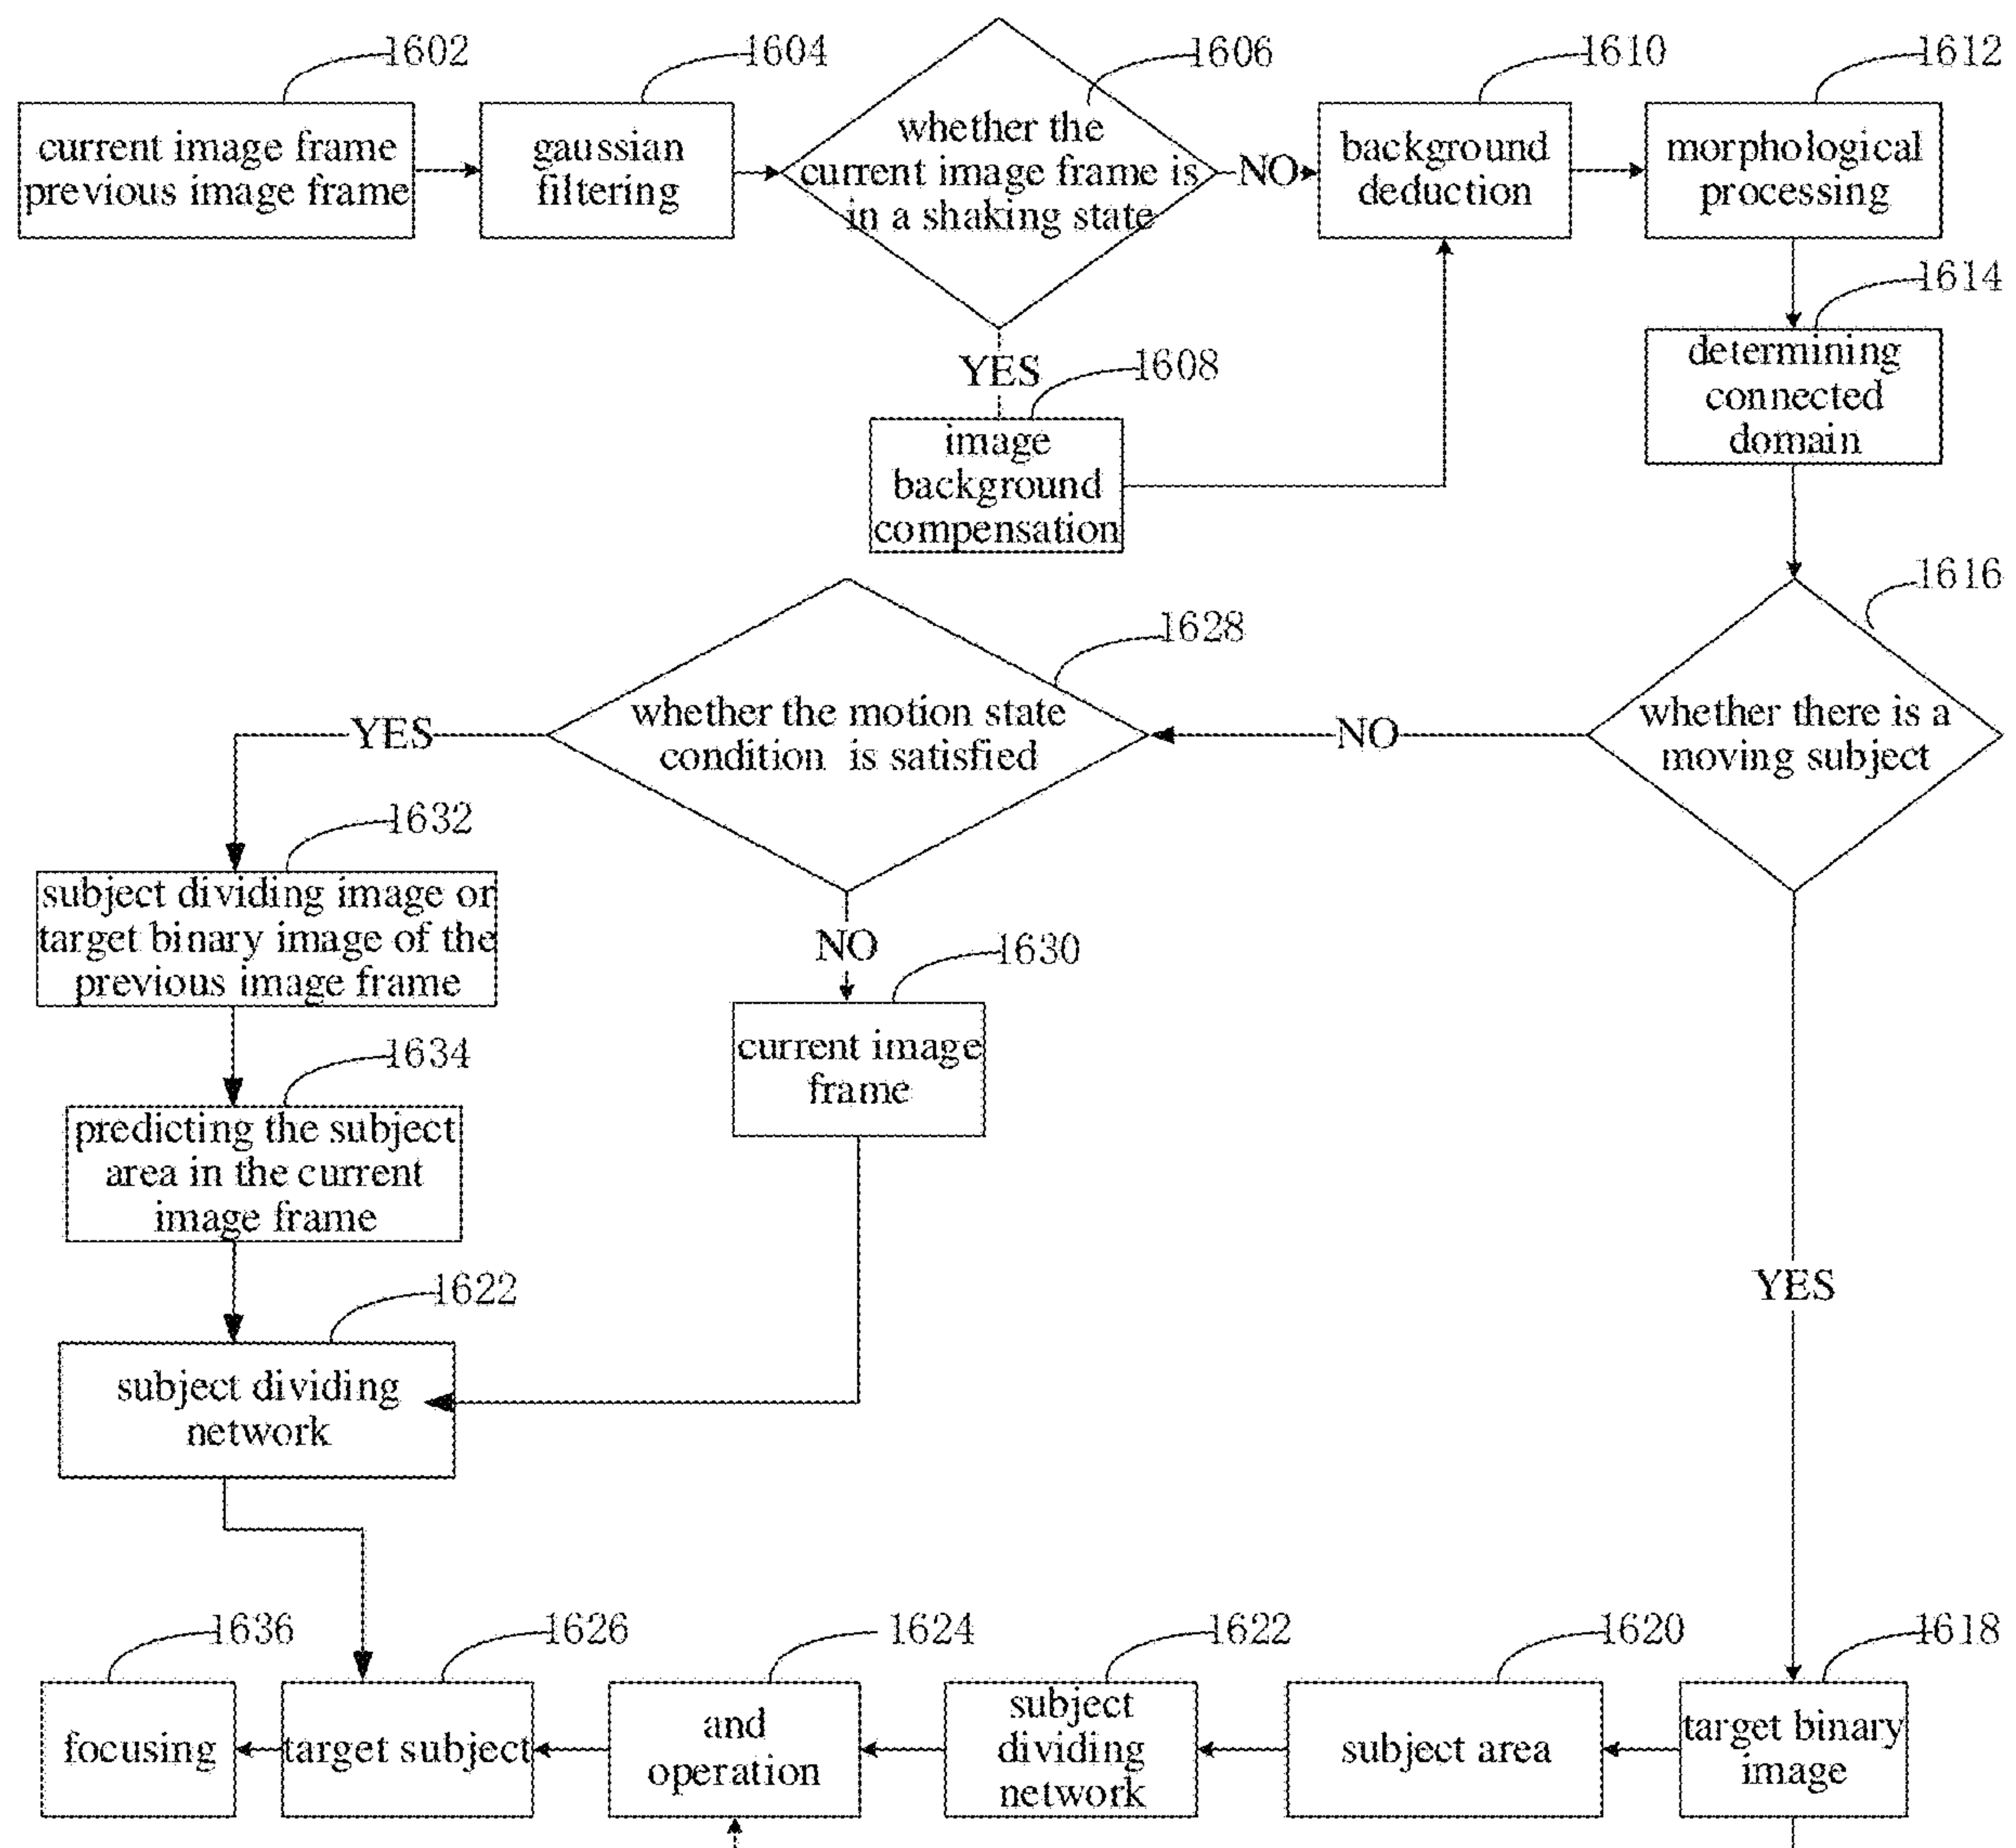 1602
1604
1606
1610
1612
current image frame
previous image frame
gaussian
filtering
whether the
current image frame is
in a shaking state
NO
background
deduction
morphological
processing
1614
YES
1608
determining
connected
domain
image
background
compensation
1616
1628
whether the motion state
condition is satisfied
YES
NO
whether there is a
moving subject
1632
subject dividing image or
target binary image of the
previous image frame
NO
1630
current image
frame
1634
predicting the subject
area in the current
image frame
1622
YES
subject dividing
network
1636
1626
1624
1622
1620
1618
focusing
target subject
and
operation
subject
dividing
network
subject area
target binary
image